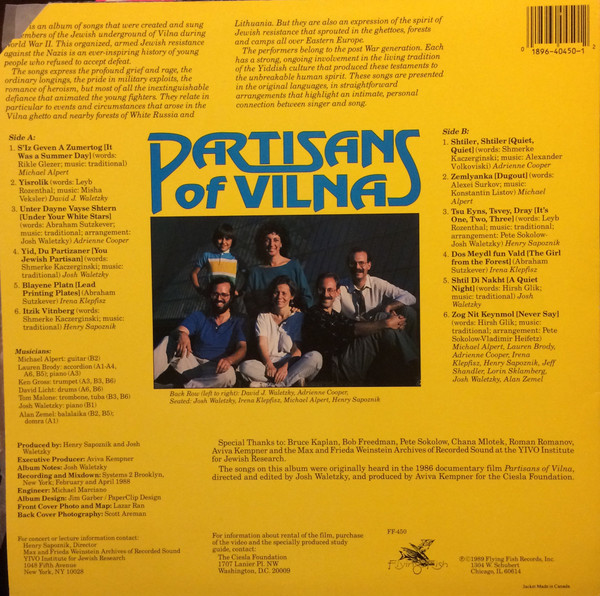 is an album of songs that were created and sung
members of the Jewish underground of Vilna during
World War II. This organized, armed Jewish resistance
against the Nazis is an even inspiring history of young
people who refused to accept defeat.
The songs express the profound grief and rage, the
ordinary longings, the pride in military exploits, the
romance of heroism, but most of all the inextinguishable
defiance that animated the young fighters. They relate in
particular to events and circumstances that arose in the
Vilna ghetto and nearby forests of White Russia and
Lithuania. But they are also an expression of the spirit of
Jewish resistance that sprouted in the ghettoes, forests
and camps all over Eastern Europe.
The performers belong to the post War generation. Each
has a strong, ongoing involvement in the living tradition
of the Yiddish culture that produced these testaments to
the unbreakable human spirit. These songs are presented
in the original languages, in straightforward
arrangements that highlight an intimate, personal
connection between singer and song.
0 1896-40450-1 2
PARTISANS
of VILNA
Side A:
1. S'Iz Geven A Zumertog [It
Was a Summer Day] (words:
Rikle Glezer; music: traditional)
Michael Alpert
2. Yisrolik (words: Leyb
Rozenthal; music: Misha
Veksler) David J. Waletzky
3. Unter Dayne Vayse Shtern
[Under Your White Stars]
(words: Abraham Sutzkever;
music: traditional; arrangement:
Josh Waletzky) Adrienne Cooper
4. Yid, Du Partizaner [You
Jewish Partisan] (words:
Shmerke Kaczerginski; music:
traditional) Josh Waletzky
5. Blayene Platn [Lead
Printing Plates] (Abraham
Sutzkever) Irena Klepfisz
6. Itzik Vitnberg (words:
Shmerke Kaczerginski; music:
traditional) Henry Sapoznik
Musicians:
Michael Alpert: guitar (B2)
Lauren Brody: accordion (A1-A4,
A6, B5); piano (A3)
Ken Gross: trumpet (A3, B3, B6)
David Licht: drums (A6, B6)
Tom Malone: trombone, tuba (B3, B6)
Josh Waletzky: piano (B1)
Alan Zemel: balalaika (B2, B5);
domra (A1)
Back Row (left to right): David J. Waletzky, Adrienne Cooper,
Seated: Josh Waletzky, Irena Klepfisz, Michael Alpert, Henry Sapoznik
Side B:
1. Shtiler, Shtiler [Quiet,
Quiet] (words: Shmerke
Kaczerginski; music: Alexander
Volkoviski) Adrienne Cooper
2. Zemlyanka [Dugout] (words:
Alexei Surkov; music:
Konstantin Listov) Michael
Alpert
3. Tsu Eyns, Tsvey, Dray [It's
One, Two, Three] (words: Leyb
Rozenthal; music: traditional;
arrangement: Pete Sokolow-
Josh Waletzky) Henry Sapoznik
4. Dos Meydl fun Vald [The Girl
from the Forest] (Abraham
Sutzkever) Irena Klepfisz
5. Shtil Di Nakht [A Quiet
Night] (words: Hirsh Glik;
music: traditional) Josh
Waletzky
6. Zog Nit Keynmol [Never Say]
(words: Hirsh Glik; music:
traditional; arrangement: Pete
Sokolow-Vladimir Heifetz)
Michael Alpert, Lauren Brody,
Adrienne Cooper, Irena
Klepfisz, Henry Sapoznik, Jeff
Shandler, Lorin Sklamberg,
Josh Waletzky, Alan Zemel
Produced by: Henry Sapoznik and Josh
Waletzky
Executive Producer: Aviva Kempner
Album Notes: Josh Waletzky
Recording and Mixdown: Systems 2 Brooklyn,
New York; February and April 1988
Engineer: Michael Marciano
Album Design: Jim Garber / PaperClip Design
Front Cover Photo and Map: Lazar Ran
Back Cover Photography: Scott Areman
Special Thanks to: Bruce Kaplan, Bob Freedman, Pete Sokolow, Chana Mlotek, Roman Romanov,
Aviva Kempner and the Max and Frieda Weinstein Archives of Recorded Sound at the YIVO Institute
for Jewish Research.
The songs on this album were originally heard in the 1986 documentary film Partisans of Vilna,
directed and edited by Josh Waletzky, and produced by Aviva Kempner for the Ciesla Foundation.
For concert or lecture information contact:
Henry Sapoznik, Director
Max and Frieda Weinstein Archives of Recorded Sound
YIVO Institute for Jewish Research
1048 Fifth Avenue
New York, NY 10028
For information about rental of the film, purchase
of the video and the specially produced study
guide, contact:
The Ciesla Foundation
1707 Lanier Pl. NW
Washington, D.C. 20009
FF450
Flying Fish
℗©1989 Flying Fish Records, Inc.
1304 W. Schubert
Chicago, IL 60614
Jacket Made in Canada